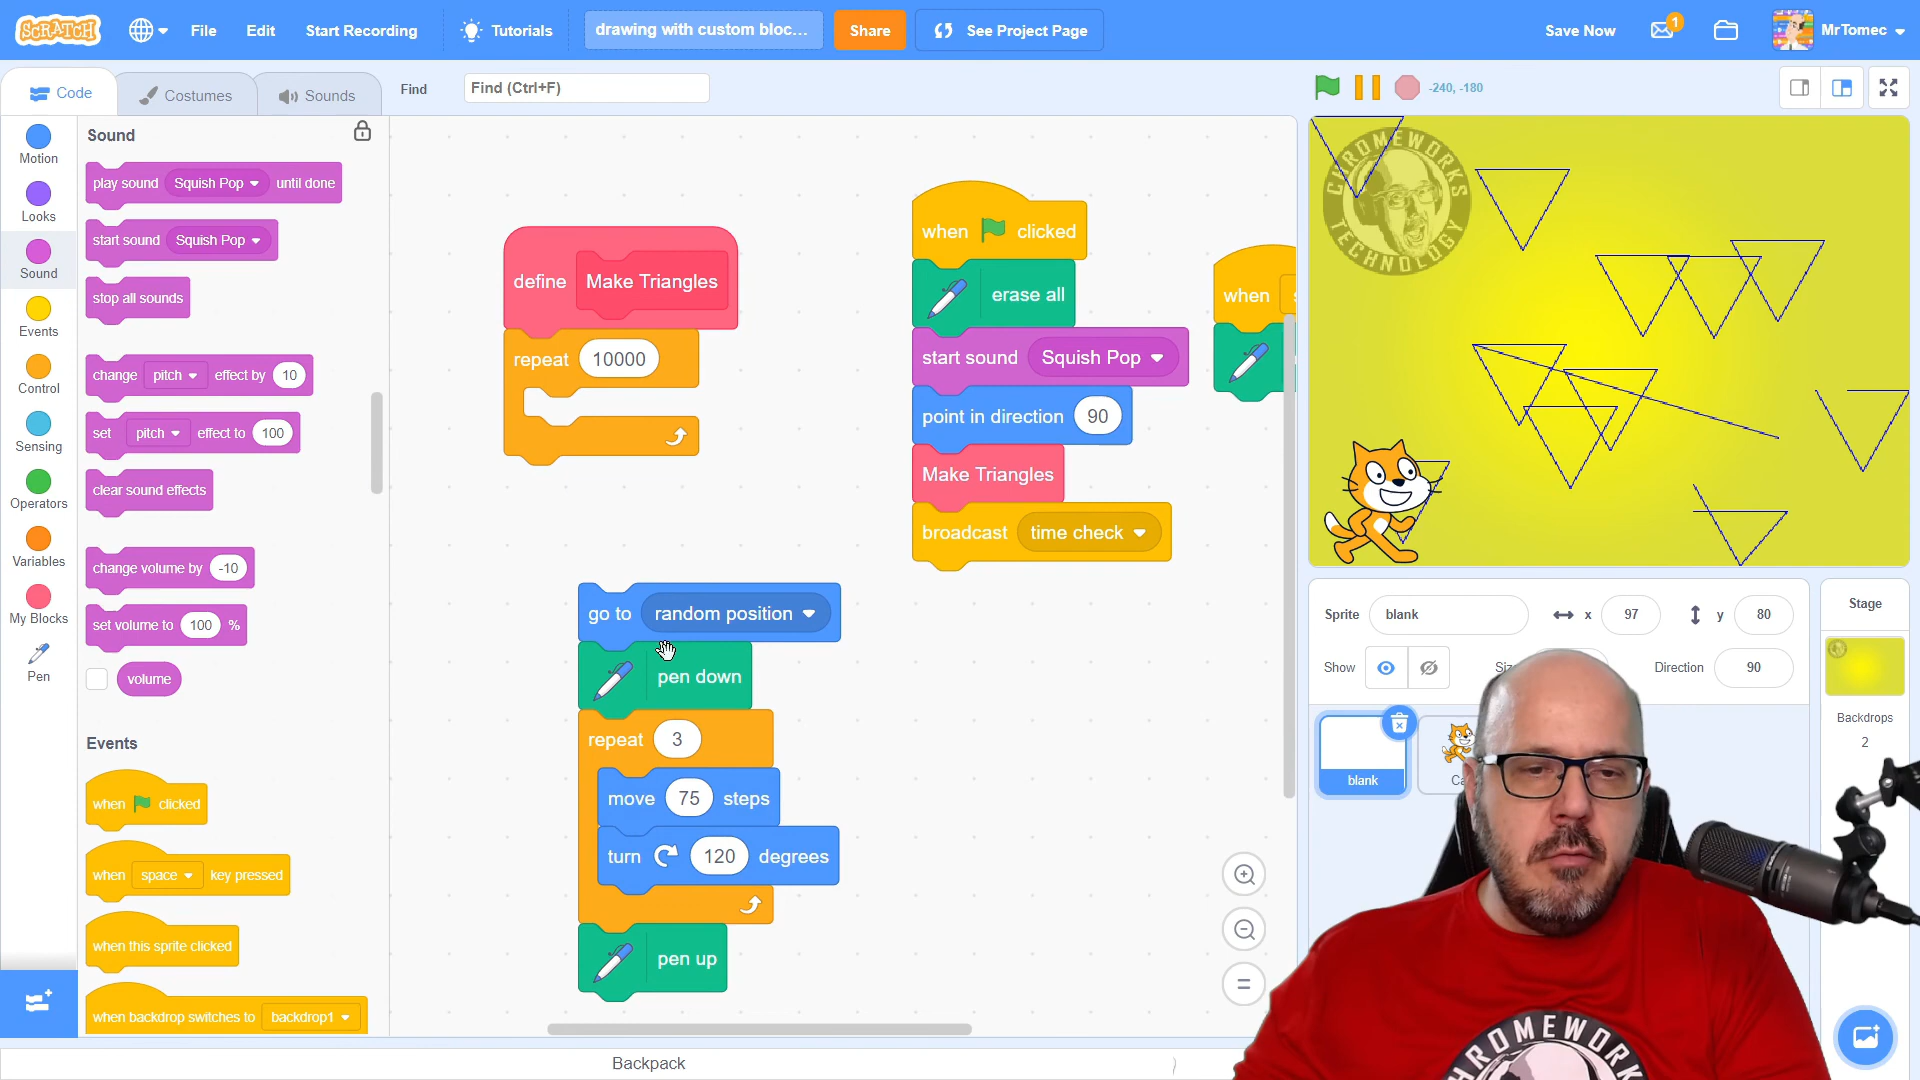 SCRATCH
File
Edit
Start Recording
Tutorials
drawing with custom bloc...
Share
See Project Page
Save Now
1
MrTomec
Code
Costumes
Sounds
Find
Find (Ctrl+F)
-240, -180
Motion
Looks
Sound
Events
Control
Sensing
Operators
Variables
My Blocks
Pen
Sound
play sound Squish Pop until done
start sound Squish Pop
stop all sounds
change pitch effect by 10
set pitch effect to 100
clear sound effects
change volume by -10
set volume to 100 %
volume
Events
when clicked
when space key pressed
when this sprite clicked
when backdrop switches to backdrop1
define Make Triangles
repeat 10000
go to random position
pen down
repeat 3
move 75 steps
turn 120 degrees
pen up
when clicked
erase all
start sound Squish Pop
point in direction 90
Make Triangles
broadcast time check
when
CHROMEWORKS
TECHNOLOGY
Sprite blank x 97 y 80
Show
Direction 90
blank
Stage
Backdrops
2
Backpack
CHROMEWORK